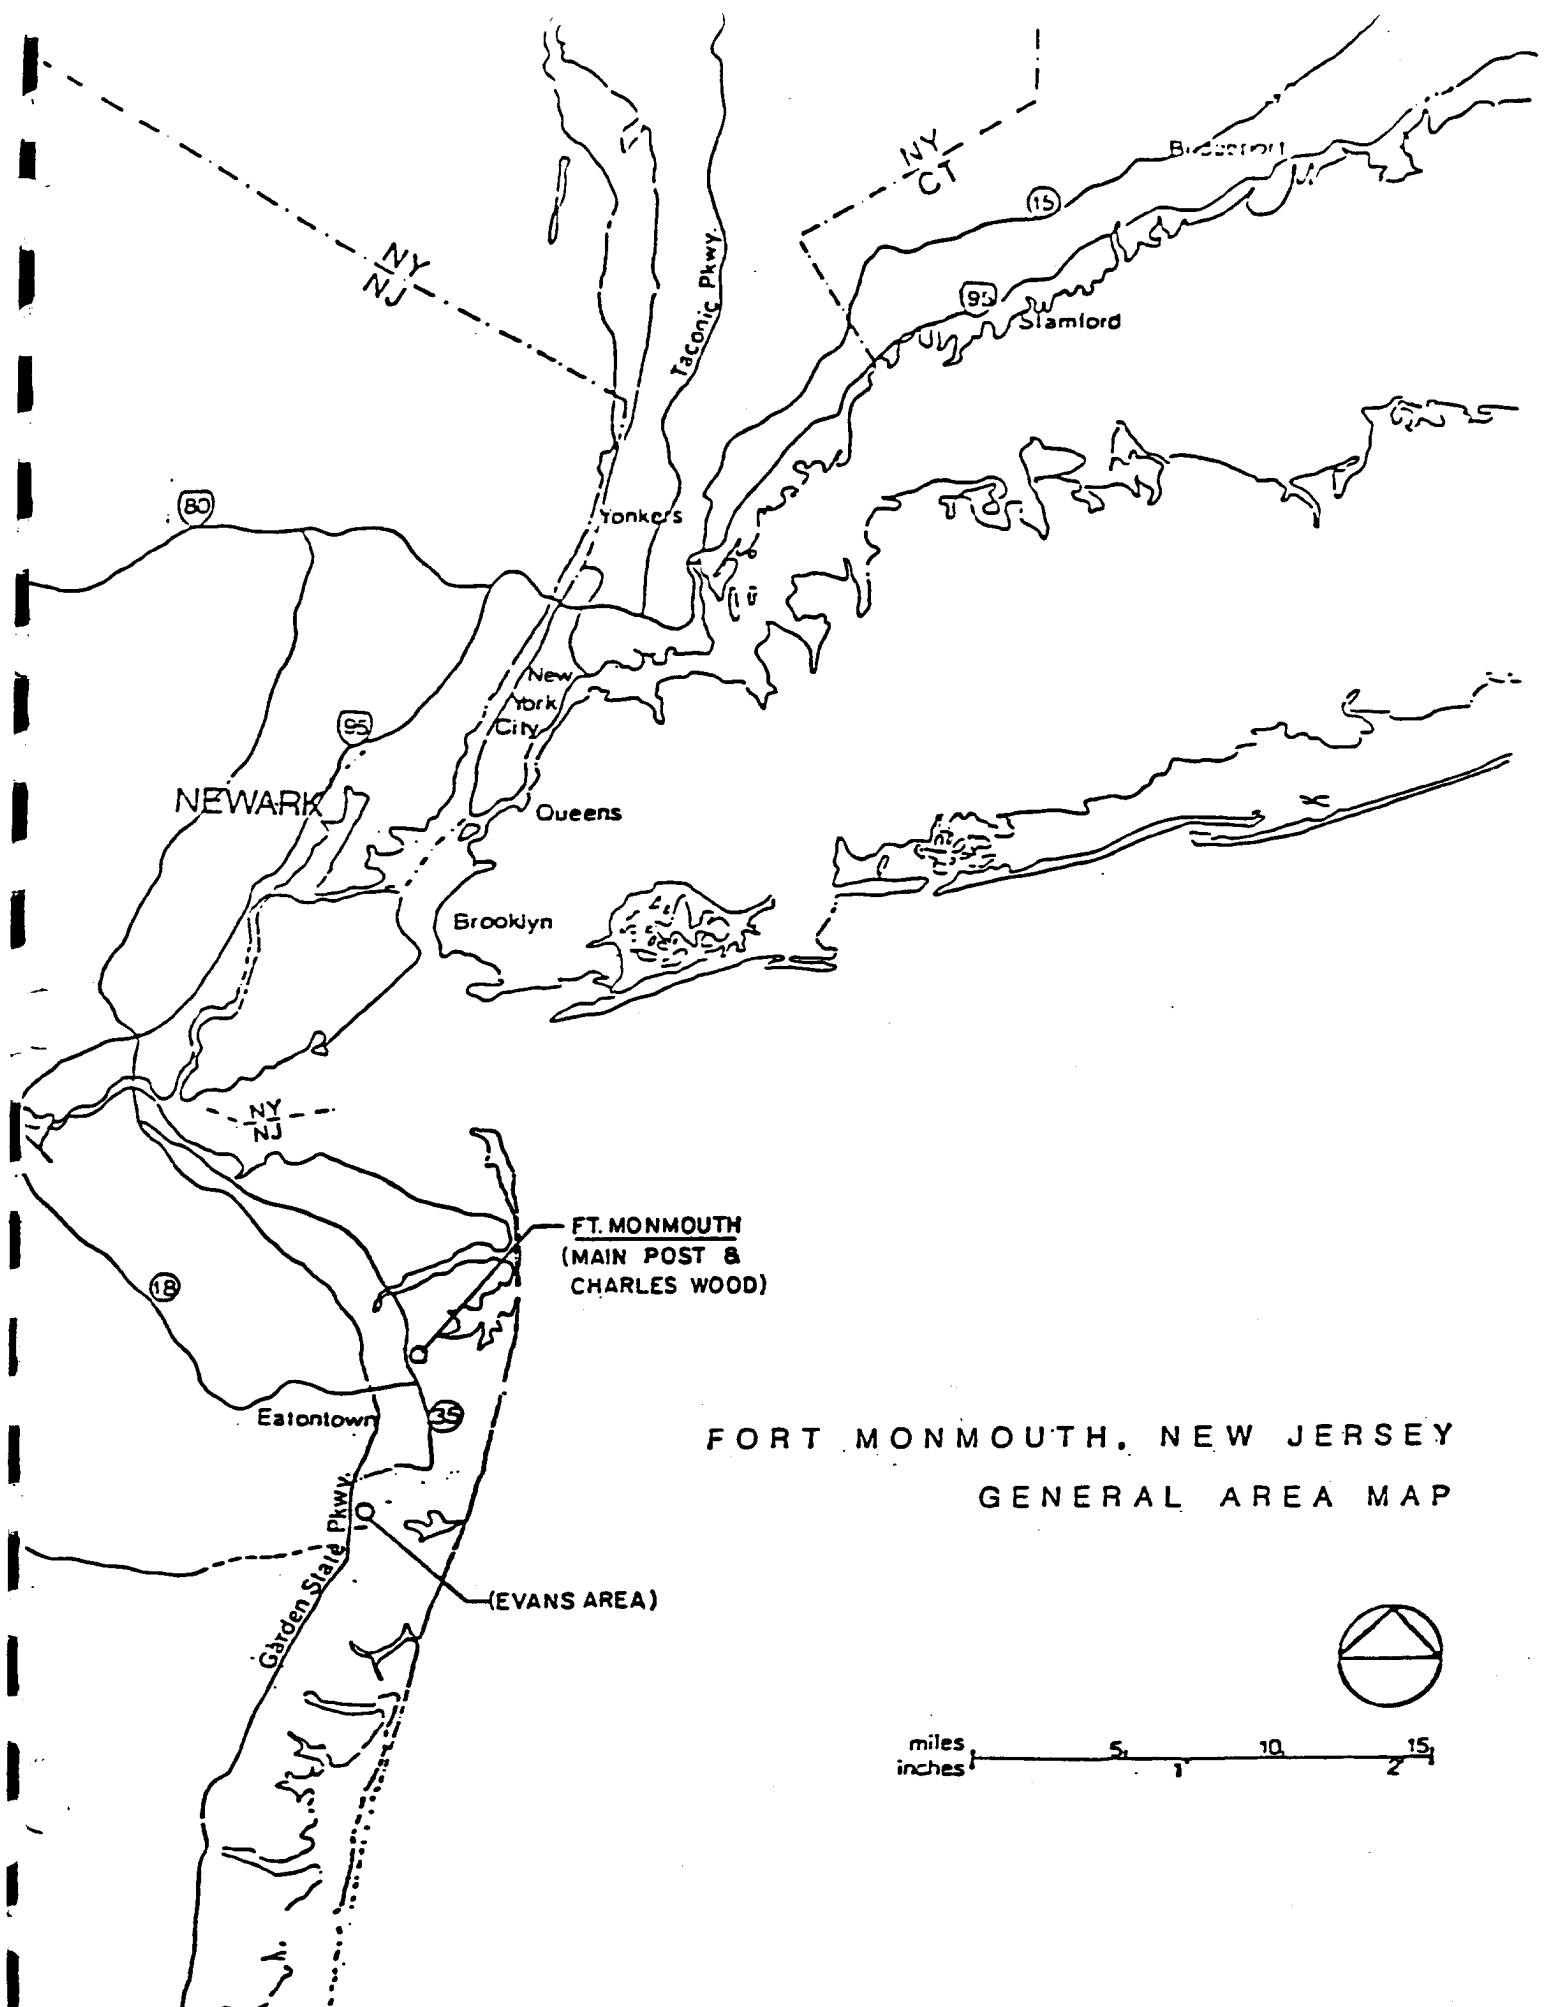 NY
CT
15
NY
NJ
Taconic Pkwy.
95
Stamford
80
Yonkers
New
York
City
95
NEWARK
Queens
Brooklyn
NY
NJ
FT. MONMOUTH
(MAIN POST &
CHARLES WOOD)
18
Eatontown
35
FORT MONMOUTH, NEW JERSEY
GENERAL AREA MAP
Garden State Pkwy.
(EVANS AREA)
miles 5 10 15
inches 1 2